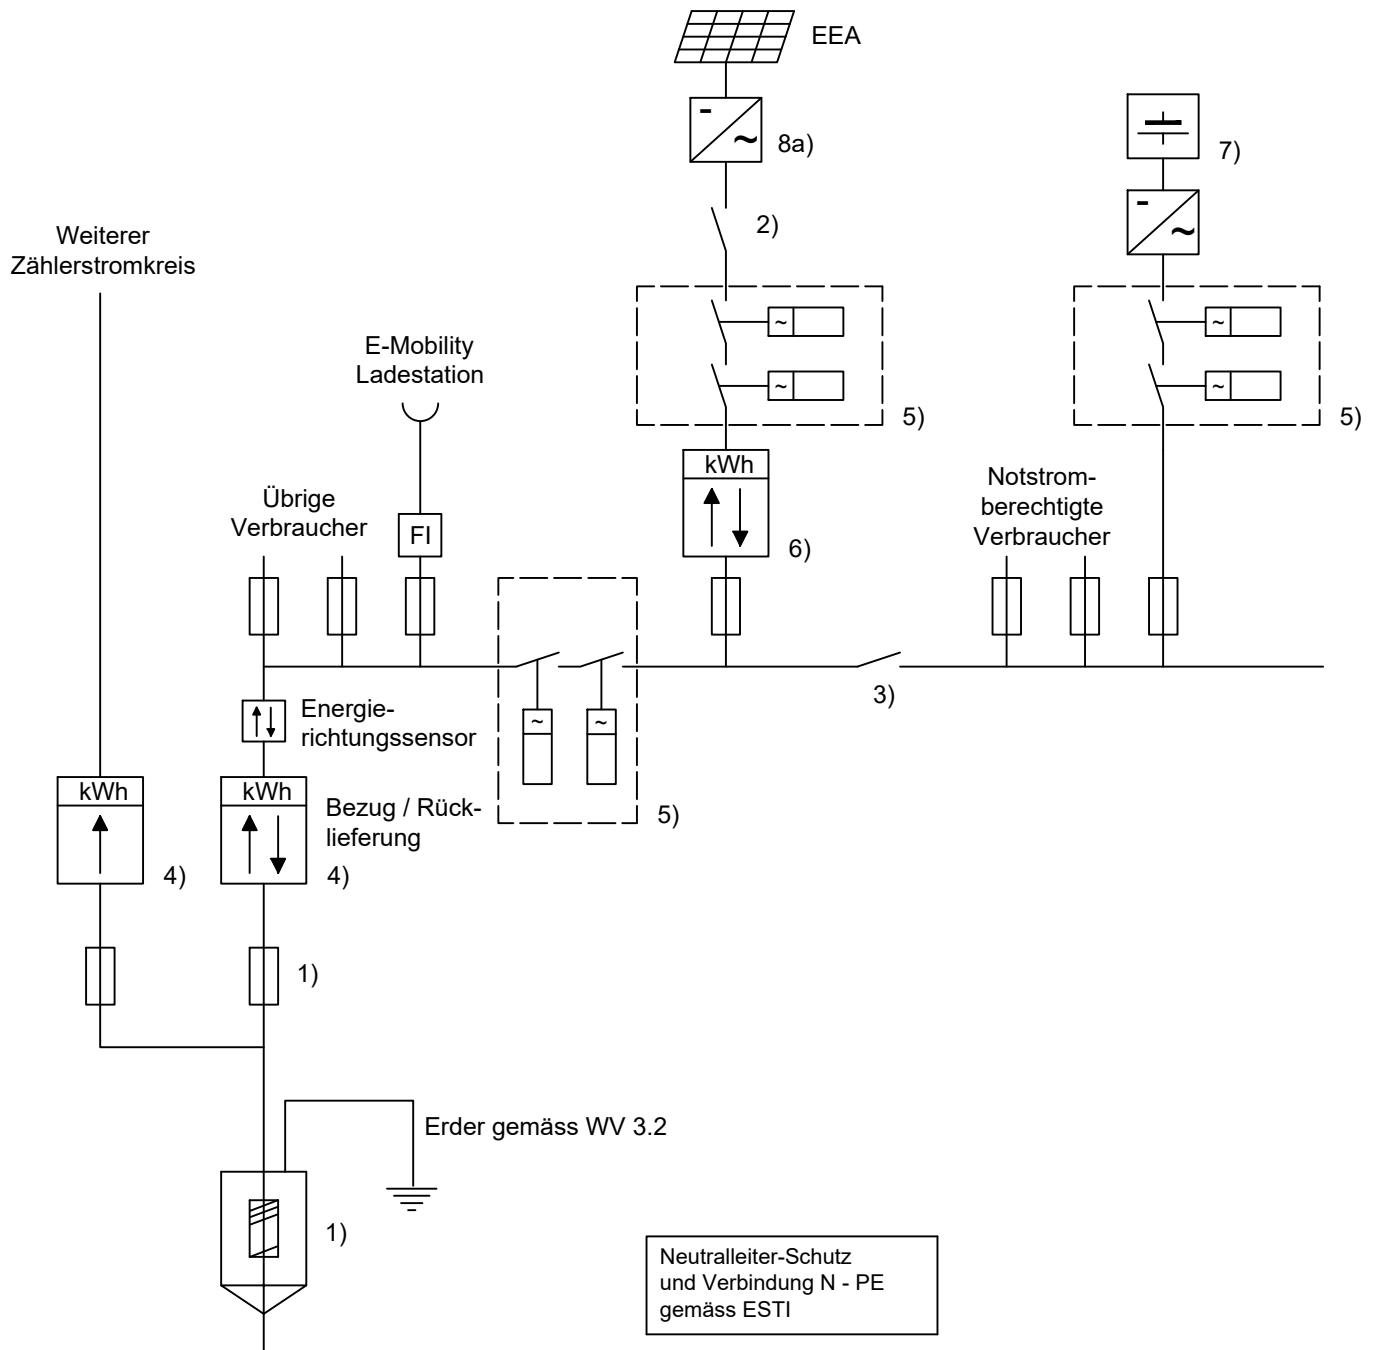 EEA
-
~
8a)
7)
-
~
2)
Weiterer
Zählerstromkreis
~
~
5)
~
~
5)
E-Mobility
Ladestation
kWh
6)
Übrige
Verbraucher
FI
Notstrom-
berechtigte
Verbraucher
3)
Energie-
richtungssensor
~
~
5)
kWh
4)
kWh
Bezug / Rück-
lieferung
4)
1)
Erder gemäss WV 3.2
1)
Neutralleiter-Schutz
und Verbindung N - PE
gemäss ESTI